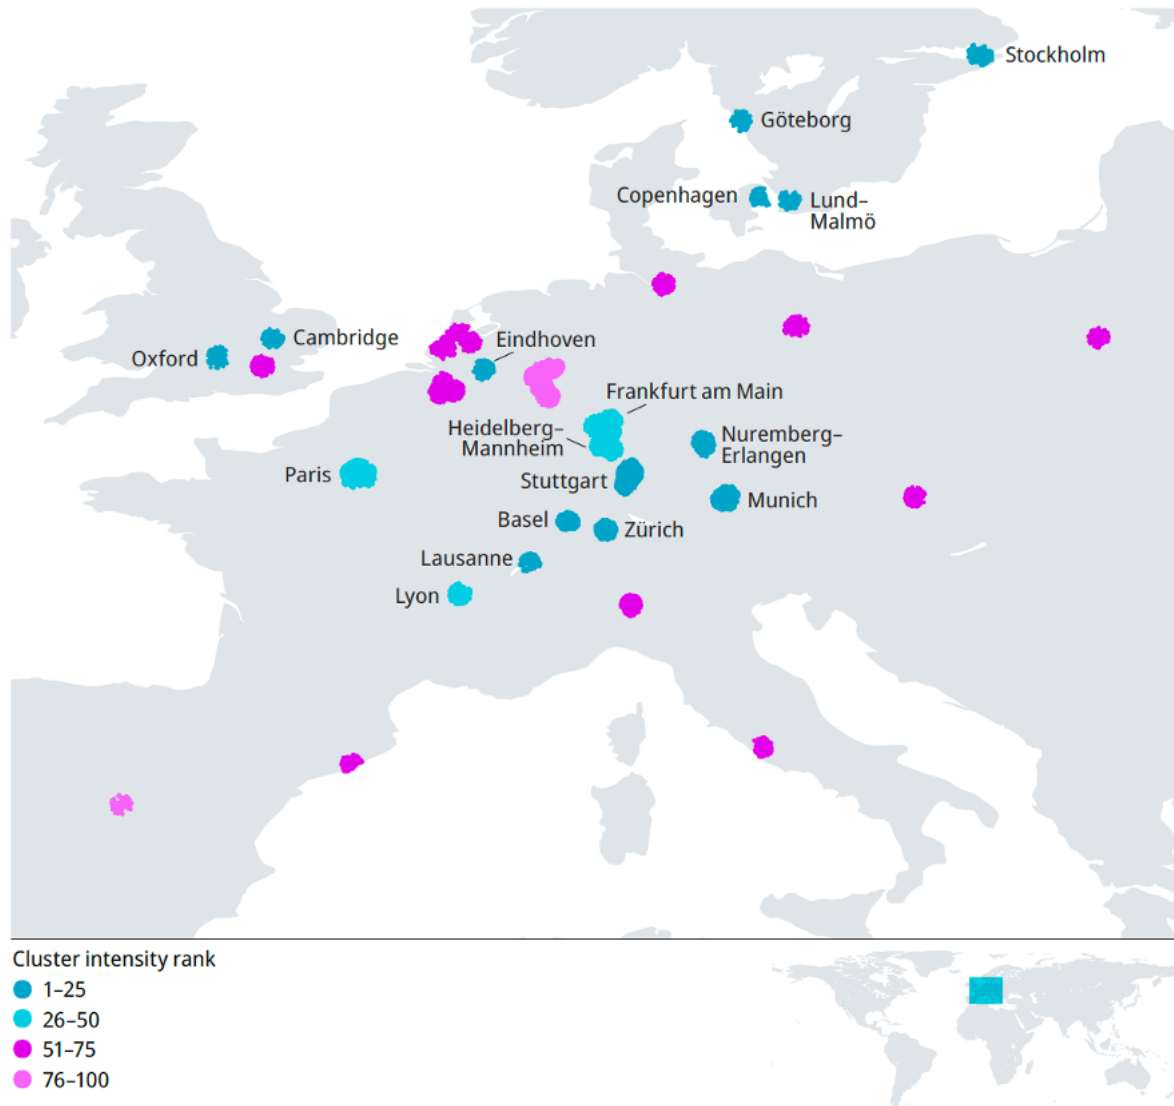 Stockholm
Göteborg
Copenhagen
Lund–
Malmö
Cambridge
Eindhoven
Oxford
Frankfurt am Main
Heidelberg–
Mannheim
Nuremberg–
Erlangen
Paris
Stuttgart
Munich
Basel
Zürich
Lausanne
Lyon
Cluster intensity rank
1–25
26–50
51–75
76–100